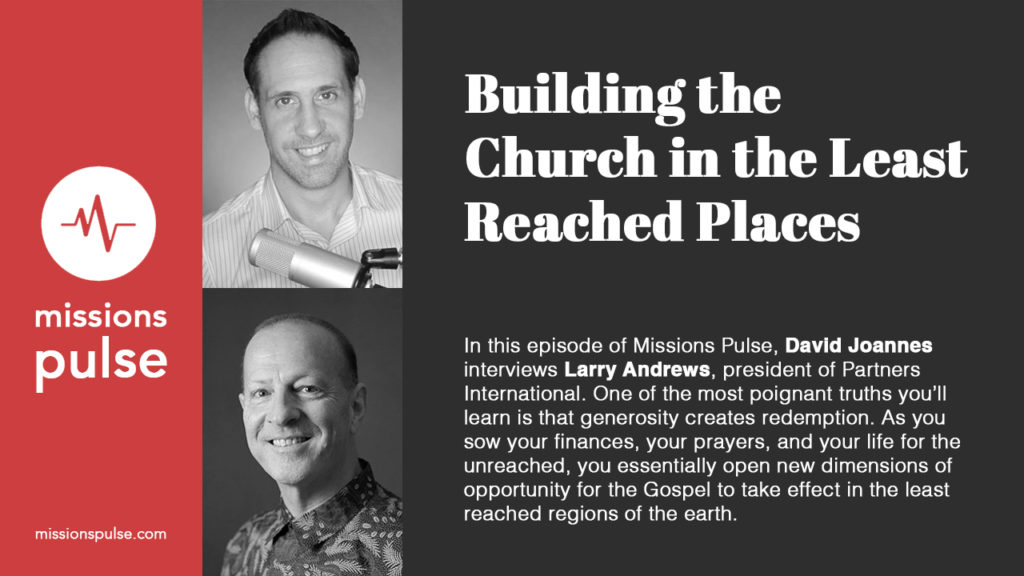 missions
pulse
missionspulse.com
Building the
Church in the Least
Reached Places
In this episode of Missions Pulse, David Joannes
interviews Larry Andrews, president of Partners
International. One of the most poignant truths you’ll
learn is that generosity creates redemption. As you
sow your finances, your prayers, and your life for the
unreached, you essentially open new dimensions of
opportunity for the Gospel to take effect in the least
reached regions of the earth.